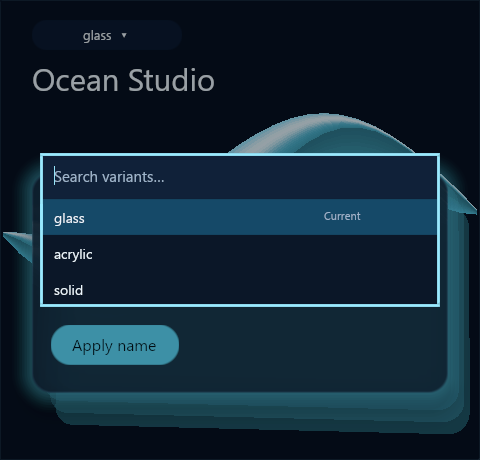 glass ▾
Ocean Studio
Search variants...
glass Current
acrylic
solid
Apply name